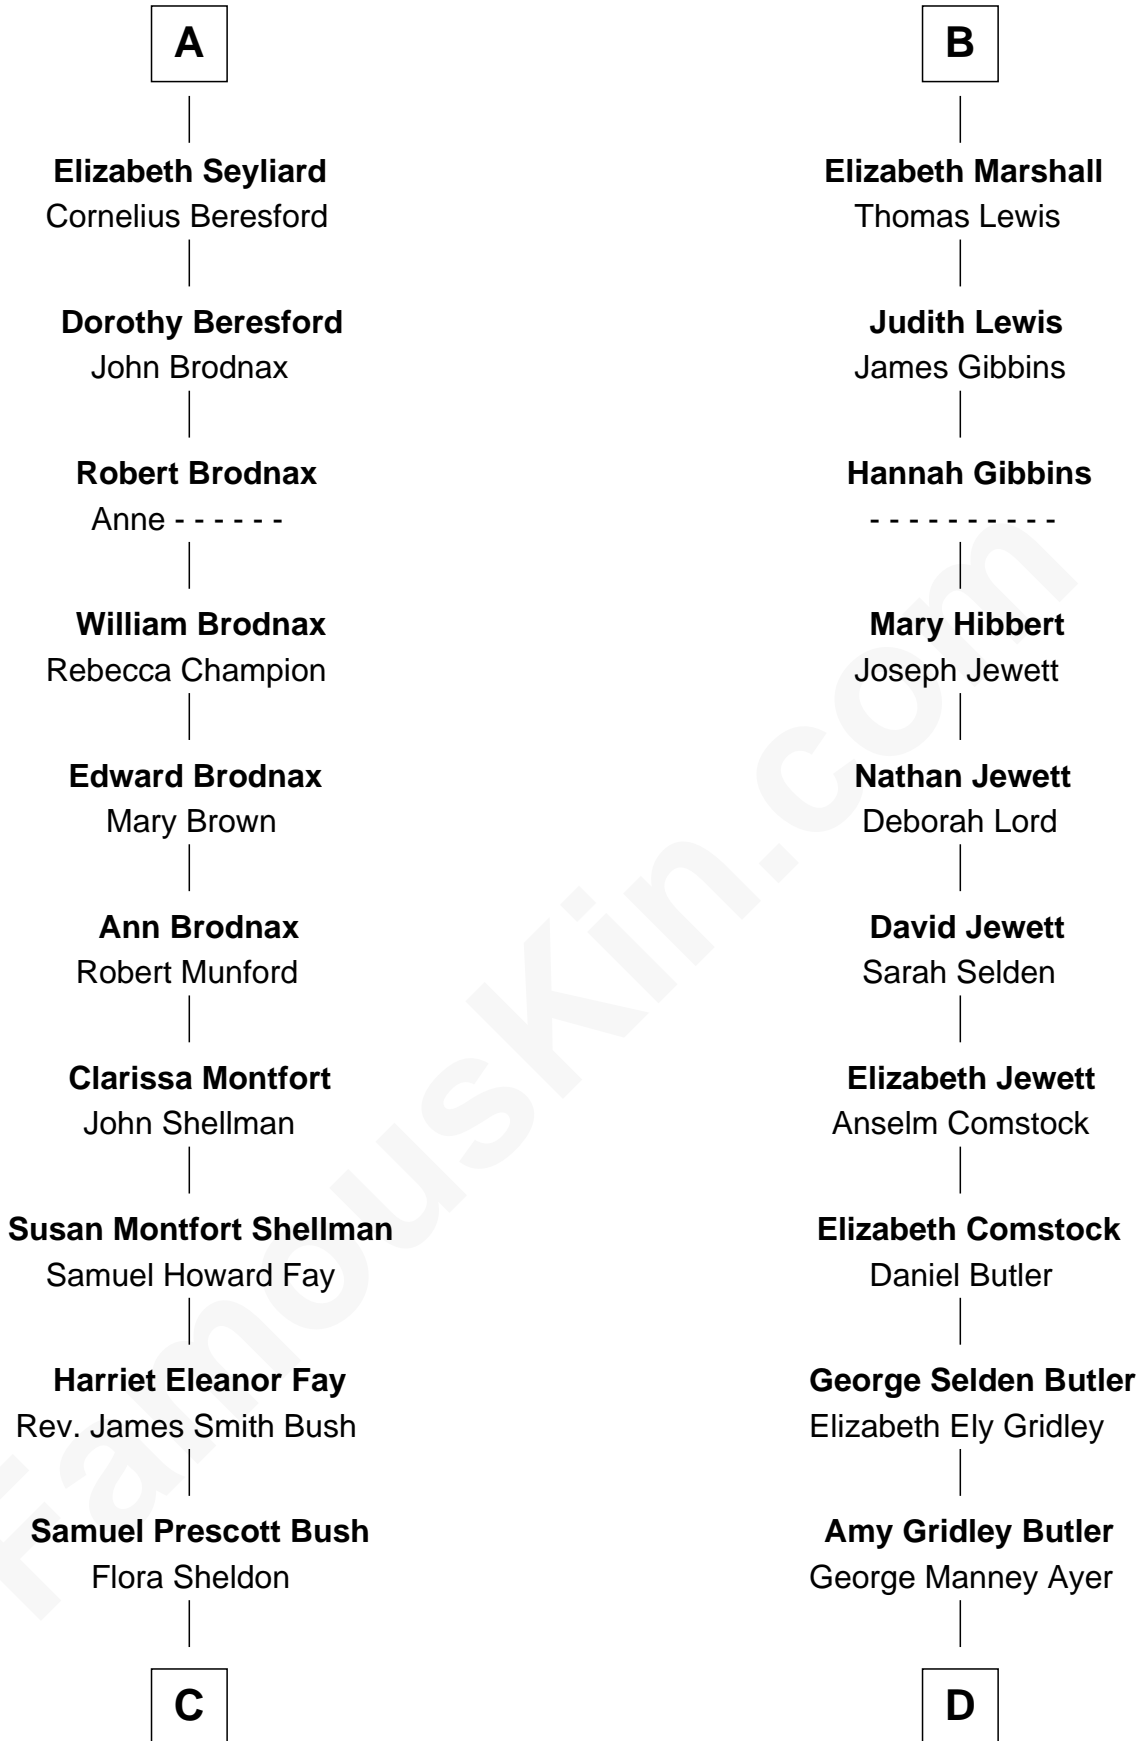 A
Elizabeth Seyliard
Cornelius Beresford
Dorothy Beresford
John Brodnax
Robert Brodnax
Anne - - - - - -
William Brodnax
Rebecca Champion
Edward Brodnax
Mary Brown
Ann Brodnax
Robert Munford
Clarissa Montfort
John Shellman
Susan Montfort Shellman
Samuel Howard Fay
Harriet Eleanor Fay
Rev. James Smith Bush
Samuel Prescott Bush
Flora Sheldon
C
B
Elizabeth Marshall
Thomas Lewis
Judith Lewis
James Gibbins
Hannah Gibbins
- - - - - - - - - -
Mary Hibbert
Joseph Jewett
Nathan Jewett
Deborah Lord
David Jewett
Sarah Selden
Elizabeth Jewett
Anselm Comstock
Elizabeth Comstock
Daniel Butler
George Selden Butler
Elizabeth Ely Gridley
Amy Gridley Butler
George Manney Ayer
D
FamousKin.com